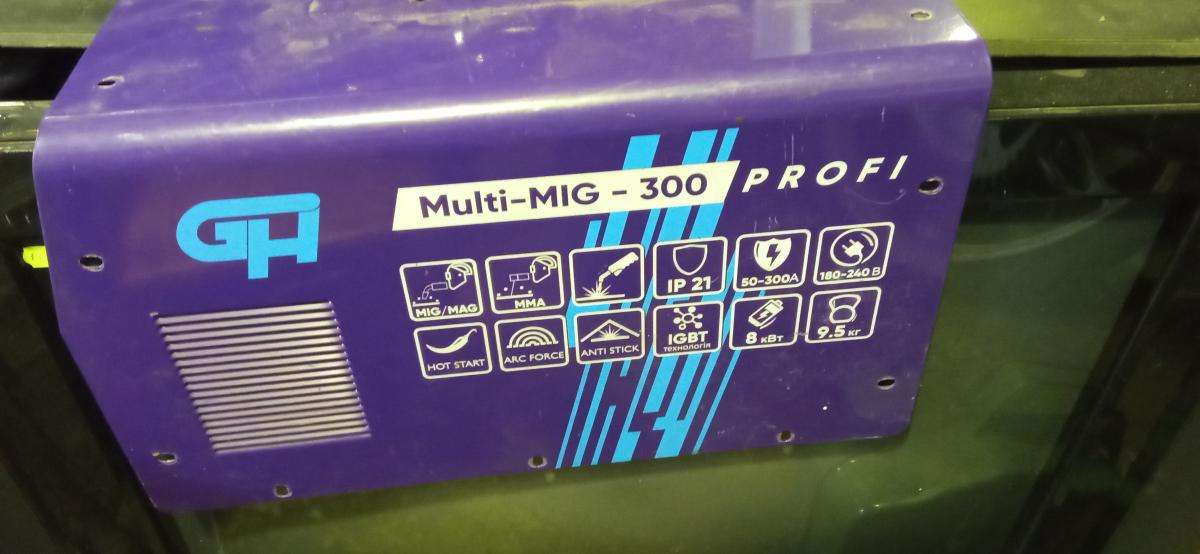 GH
Multi-MIG - 300 PROFI
MIG/MAG
MMA
IP 21
50-300А
180-240 В
HOT START
ARC FORCE
ANTI STICK
IGBT
технологія
8 кВт
9.5 кг